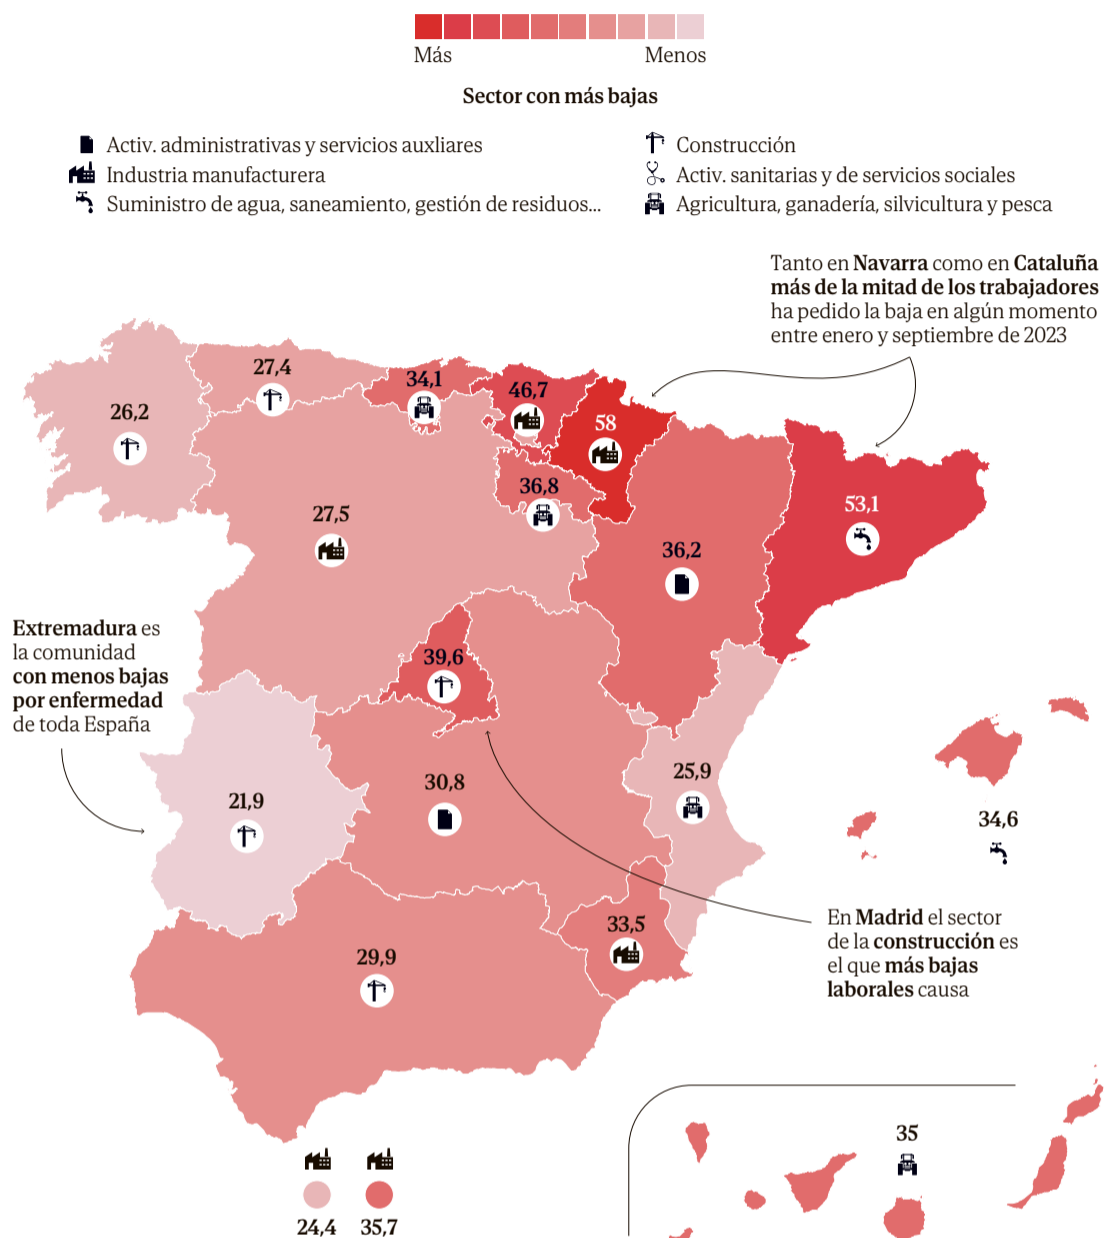 Más
Menos
Sector con más bajas
Activ. administrativas y servicios auxliares
Industria manufacturera
Suministro de agua, saneamiento, gestión de residuos...
Construcción
Activ. sanitarias y de servicios sociales
Agricultura, ganadería, silvicultura y pesca
Tanto en Navarra como en Cataluña
más de la mitad de los trabajadores
ha pedido la baja en algún momento
entre enero y septiembre de 2023
27,4
34,1
46,7
26,2
58
36,8
53,1
27,5
36,2
Extremadura es
la comunidad
con menos bajas
por enfermedad
de toda España
39,6
30,8
25,9
21,9
34,6
En Madrid el sector
de la construcción es
el que más bajas
laborales causa
33,5
29,9
35
24,4
35,7